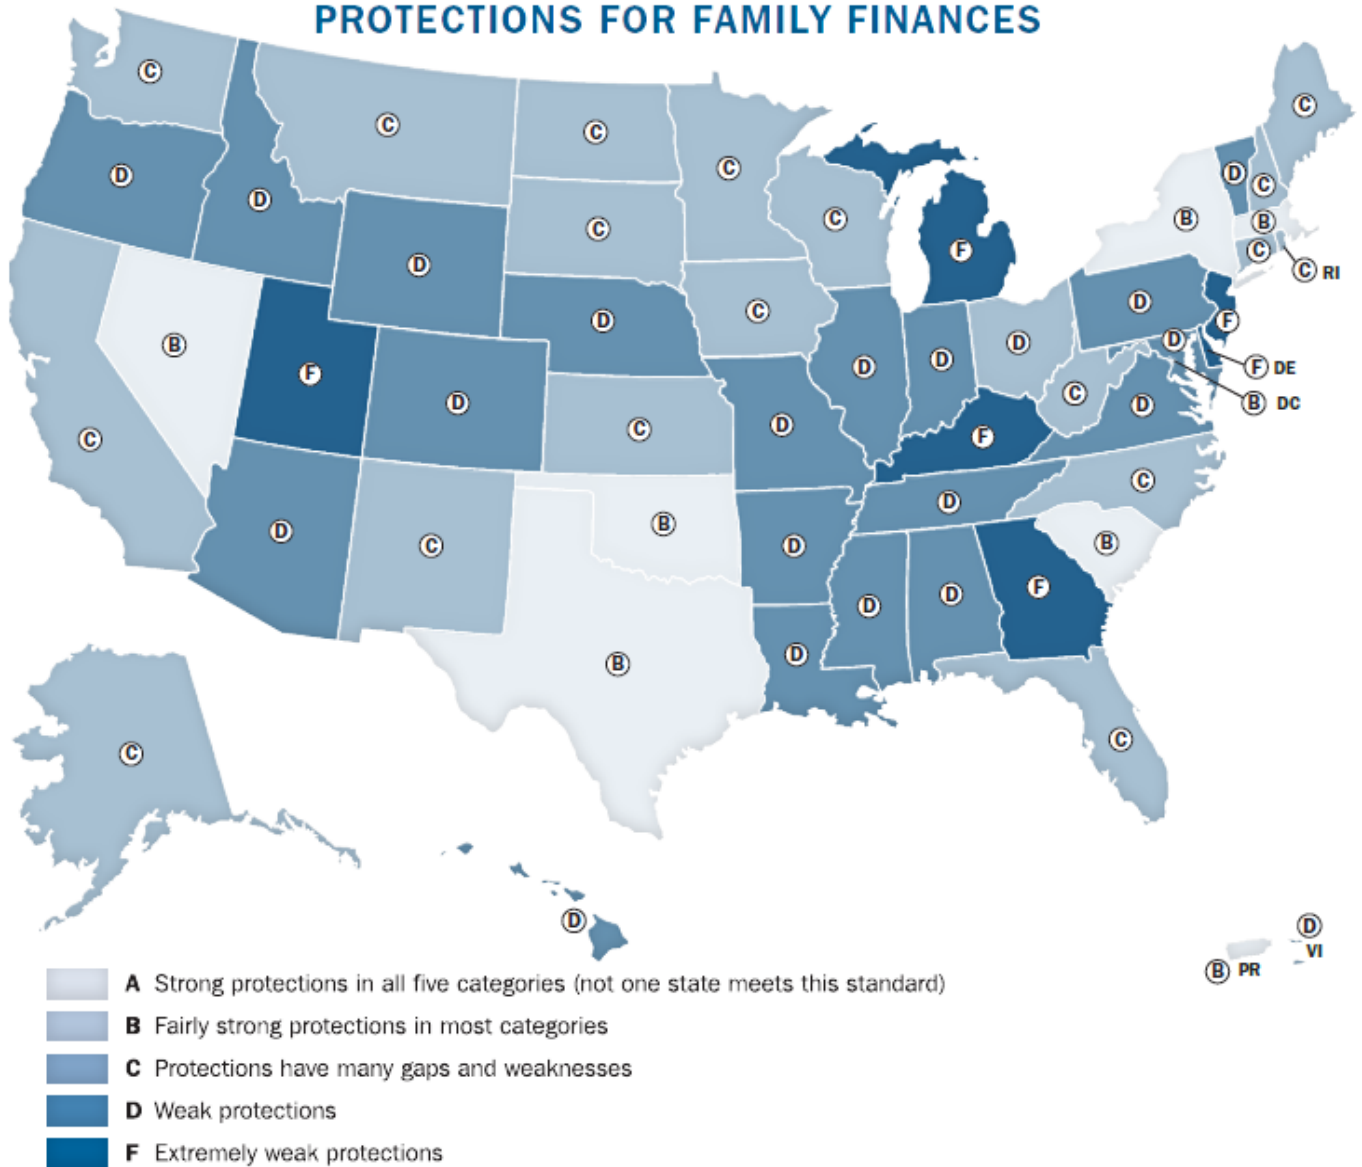 PROTECTIONS FOR FAMILY FINANCES
C
C
C
C
C
D
D
D
C
C
D
C
C
B
B
D
C
F
C
C RI
D
B
F
D
C
D
D
D
D
D
F
F DE
B DC
C
D
C
D
C
D
F
C
D
B
D
C
D
B
F
D
D
B
D
B
C
C
D
D
VI
B PR
A Strong protections in all five categories (not one state meets this standard)
B Fairly strong protections in most categories
C Protections have many gaps and weaknesses
D Weak protections
F Extremely weak protections